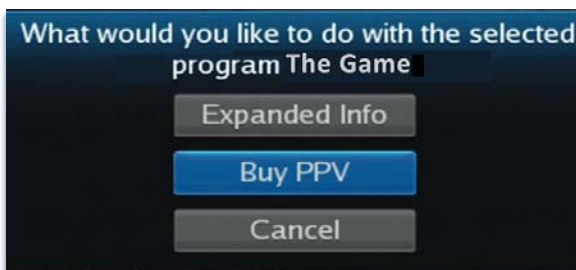 What would you like to do with the selected
program The Game
Expanded Info
Buy PPV
Cancel